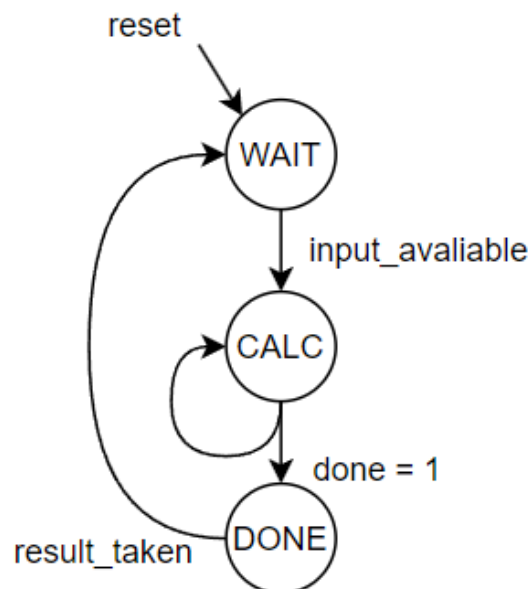 reset
WAIT
input_avaliable
CALC
done = 1
DONE
result_taken